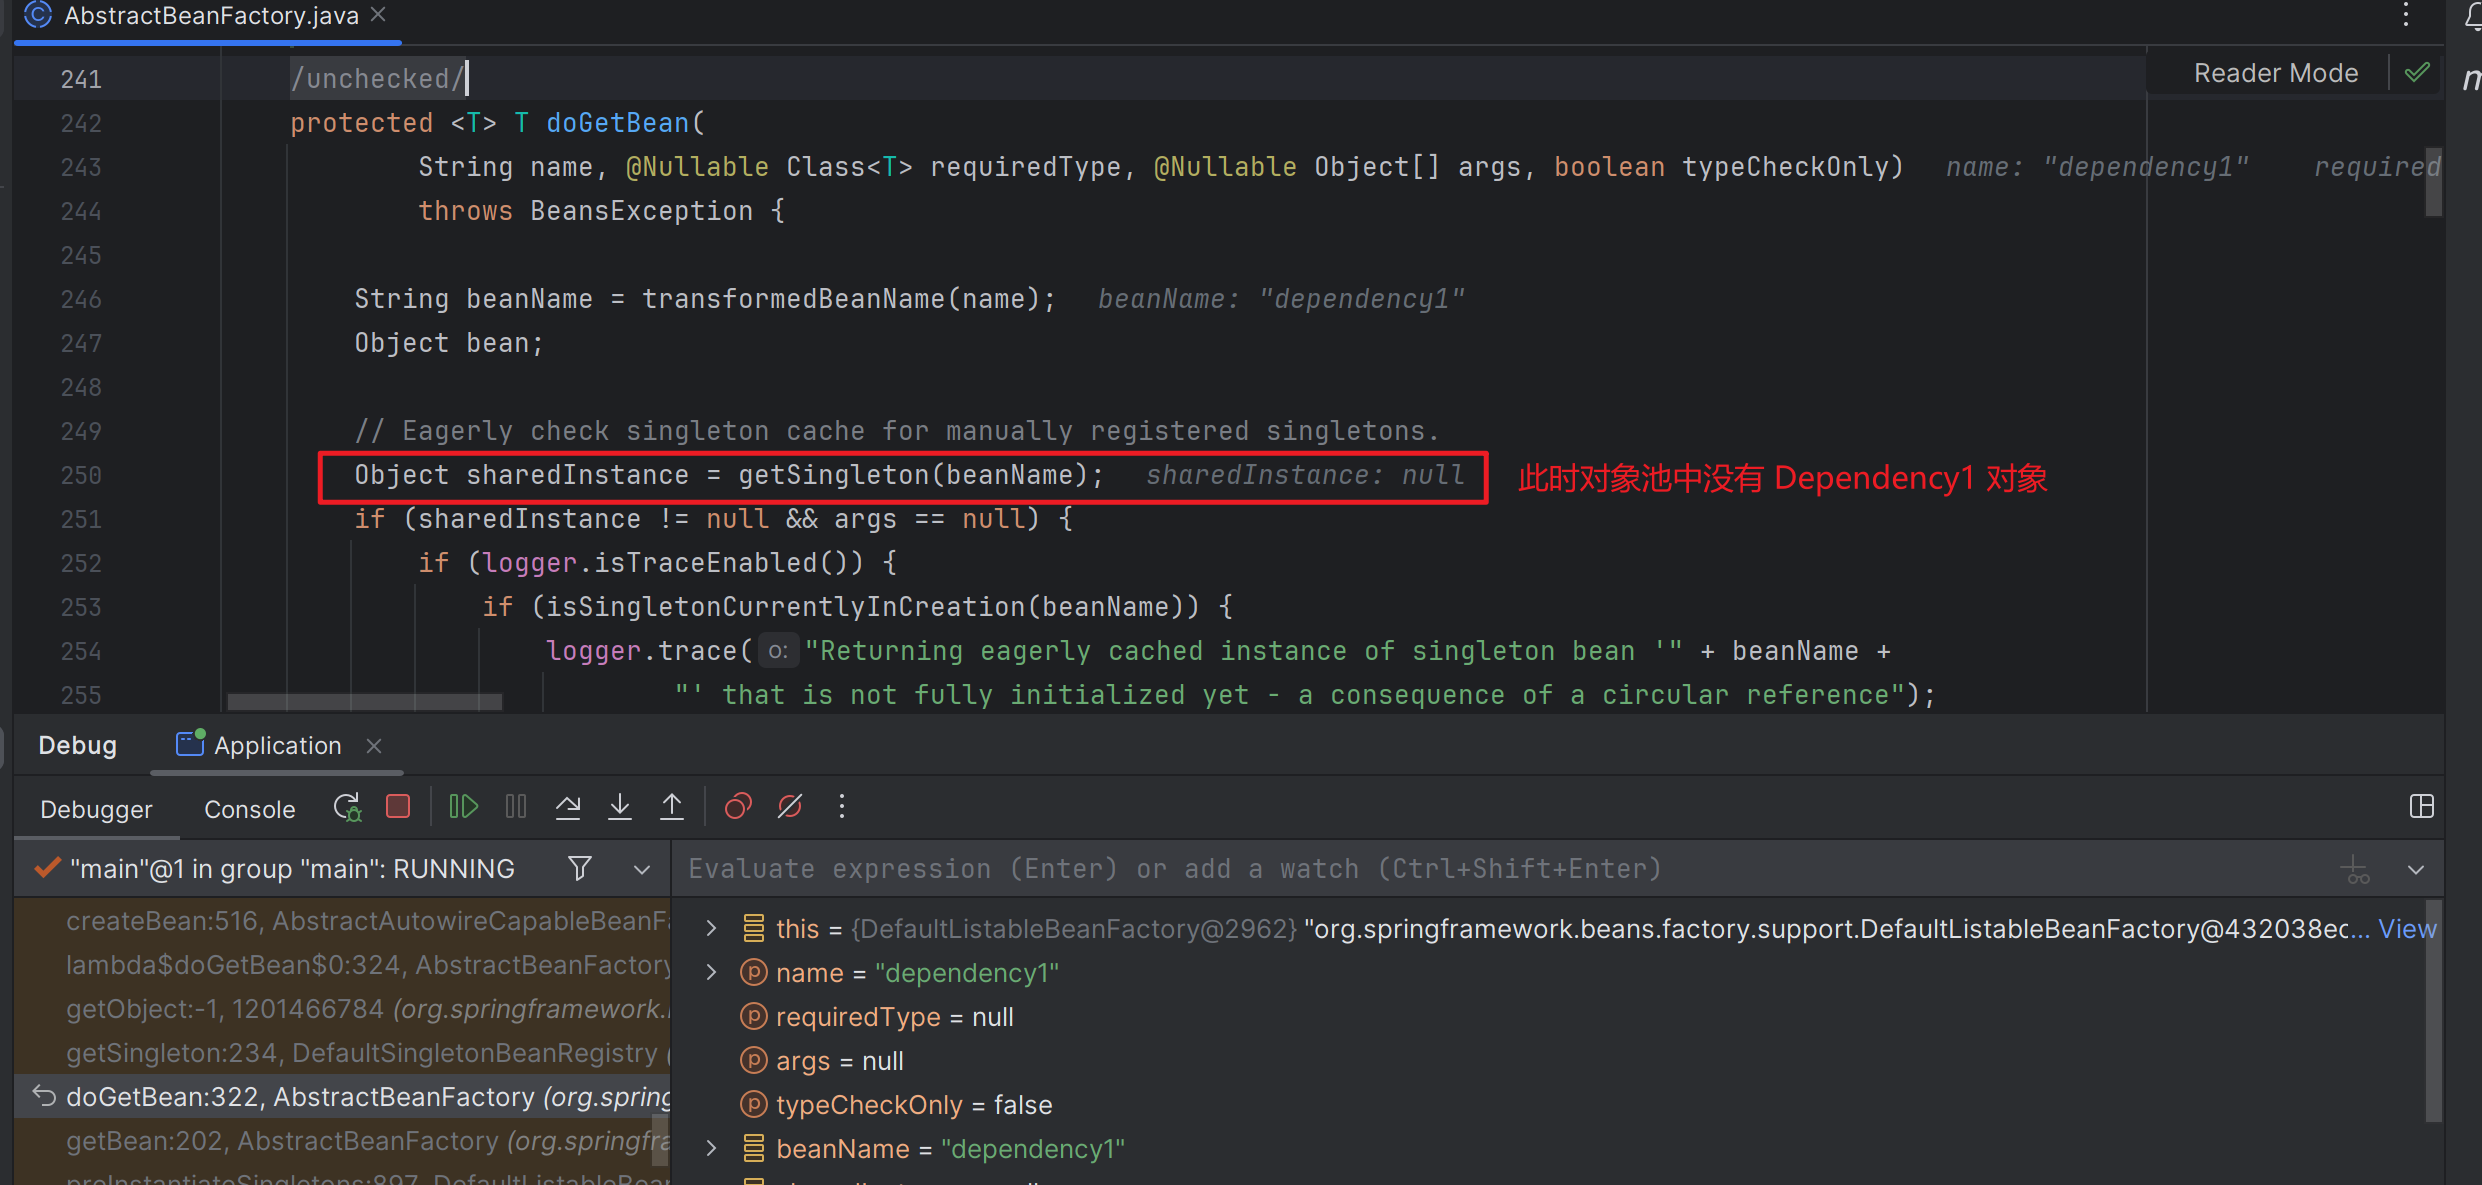 AbstractBeanFactory.java
Reader Mode
241 /unchecked/
242 protected <T> T doGetBean(
243 String name, @Nullable Class<T> requiredType, @Nullable Object[] args, boolean typeCheckOnly) name: "dependency1" required
244 throws BeansException {
245
246 String beanName = transformedBeanName(name); beanName: "dependency1"
247 Object bean;
248
249 // Eagerly check singleton cache for manually registered singletons.
250 Object sharedInstance = getSingleton(beanName); sharedInstance: null 此时对象池中没有 Dependency1 对象
251 if (sharedInstance != null && args == null) {
252 if (logger.isTraceEnabled()) {
253 if (isSingletonCurrentlyInCreation(beanName)) {
254 logger.trace( o: "Returning eagerly cached instance of singleton bean '" + beanName +
255 "' that is not fully initialized yet - a consequence of a circular reference");
Debug Application
Debugger Console
"main"@1 in group "main": RUNNING
Evaluate expression (Enter) or add a watch (Ctrl+Shift+Enter)
createBean:516, AbstractAutowireCapableBeanFa
lambda$doGetBean$0:324, AbstractBeanFactory
getObject:-1, 1201466784 (org.springframework.
getSingleton:234, DefaultSingletonBeanRegistry (
doGetBean:322, AbstractBeanFactory (org.spring
getBean:202, AbstractBeanFactory (org.springfra
preInstantiateSingletons:897, DefaultListableBean
this = {DefaultListableBeanFactory@2962} "org.springframework.beans.factory.support.DefaultListableBeanFactory@432038ec... View
name = "dependency1"
requiredType = null
args = null
typeCheckOnly = false
beanName = "dependency1"